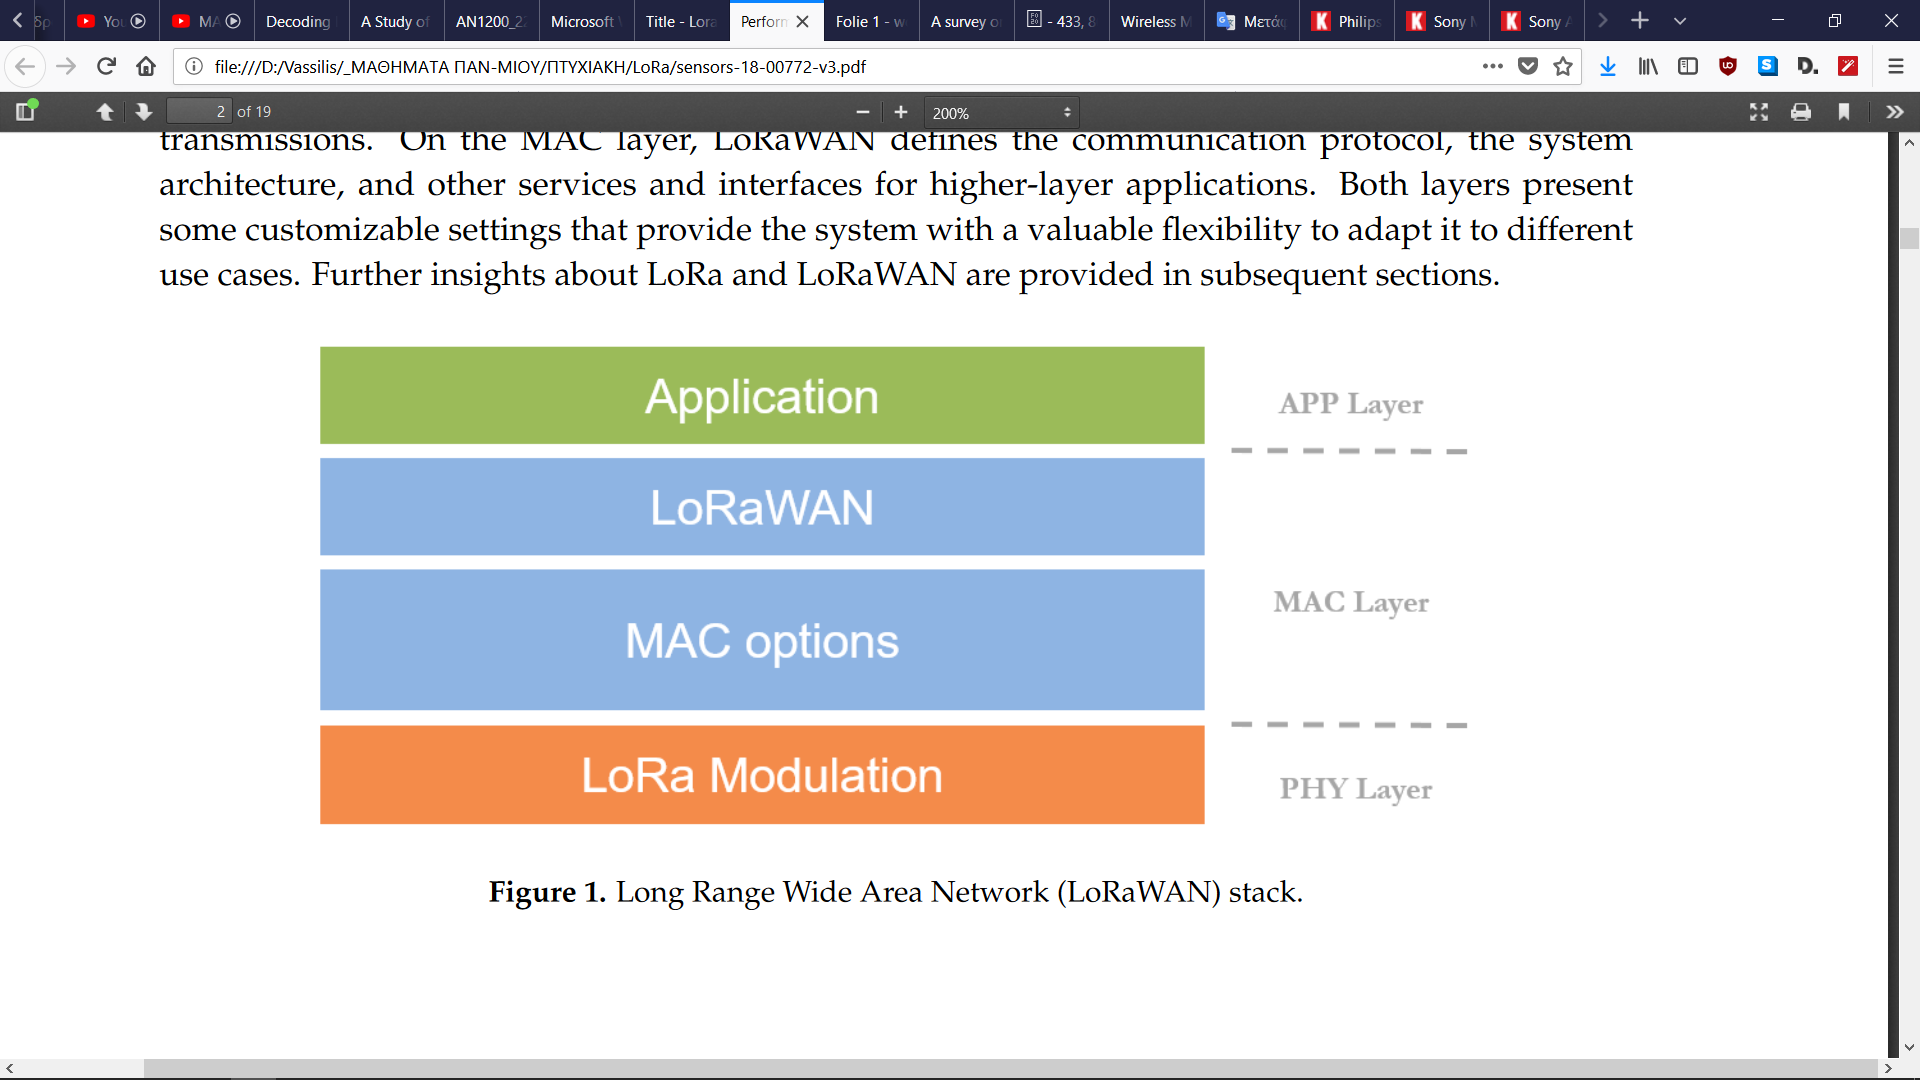 Sp
You
MA
Decoding
A Study of
AN1200_22
Microsoft
Title - Lora
Perform
Folie 1 - w
A survey o
- 433, 8
Wireless M
Μετάφ
Philips
Sony
Sony
file:///D:/Vassilis/_ΜΑΘΗΜΑΤΑ ΠΑΝ-ΜΙΟΥ/ΠΤΥΧΙΑΚΗ/LoRa/sensors-18-00772-v3.pdf
2 of 19
200%
transmissions. On the MAC layer, LoRaWAN defines the communication protocol, the system
architecture, and other services and interfaces for higher-layer applications. Both layers present
some customizable settings that provide the system with a valuable flexibility to adapt it to different
use cases. Further insights about LoRa and LoRaWAN are provided in subsequent sections.
Application
APP Layer
LoRaWAN
MAC Layer
MAC options
LoRa Modulation
PHY Layer
Figure 1. Long Range Wide Area Network (LoRaWAN) stack.